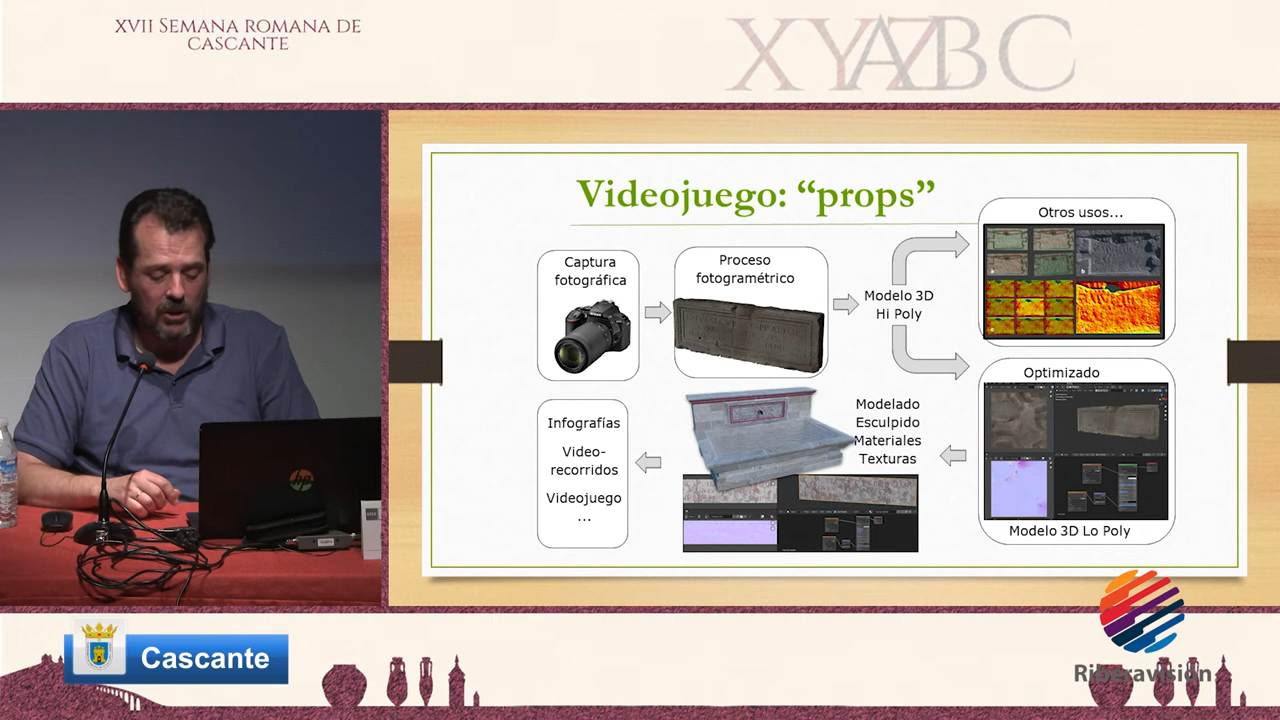 XVII SEMANA ROMANA DE
CASCANTE
XYZABC
Videojuego: “props”
Captura
fotográfica
Proceso
fotogramétrico
Modelo 3D
Hi Poly
Otros usos...
Optimizado
Modelo 3D Lo Poly
Modelado
Esculpido
Materiales
Texturas
Infografías
Video-
recorridos
Videojuego
...
Cascante
Riberavisión